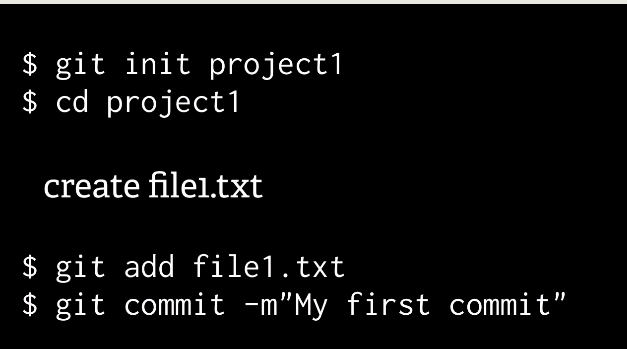 $ git init project1
$ cd project1
create file1.txt
$ git add file1.txt
$ git commit -m"My first commit"